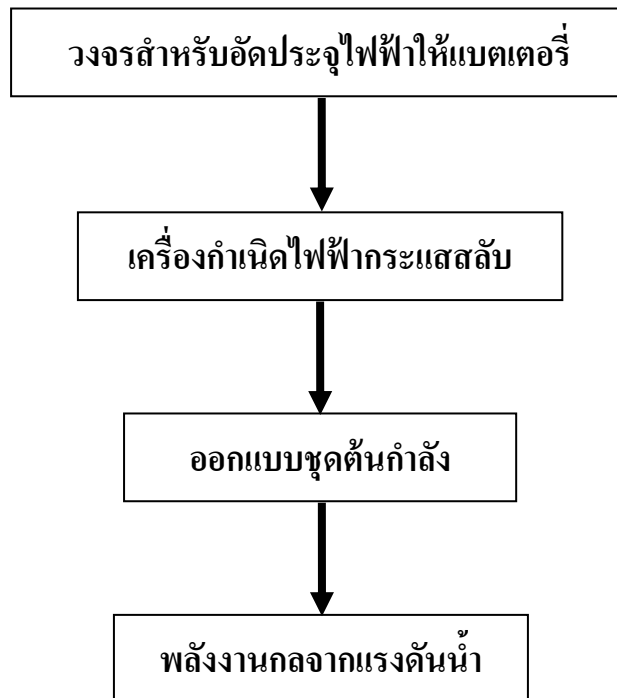 วงจรสำหรับอัดประจุไฟฟ้าให้แบตเตอรี่
เครื่องกำเนิดไฟฟ้ากระแสสลับ
ออกแบบชุดต้นกำลัง
พลังงานกลจากแรงดันน้ำ